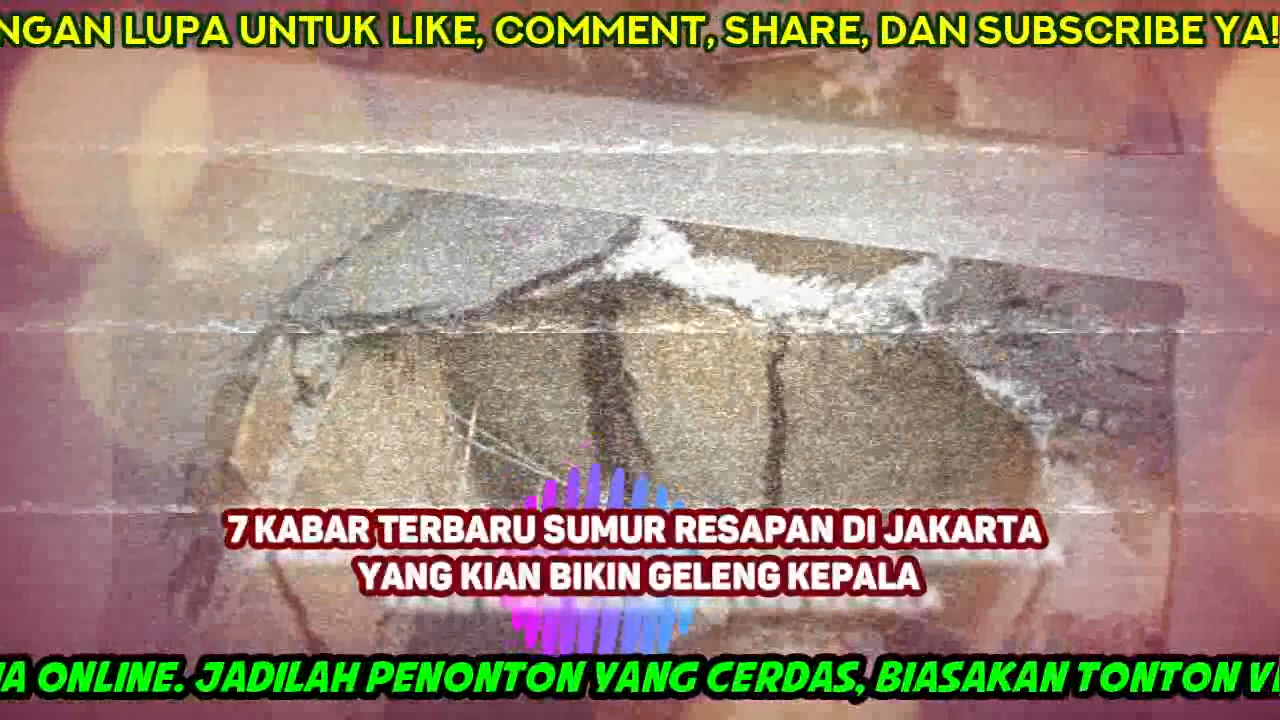 NGAN LUPA UNTUK LIKE, COMMENT, SHARE, DAN SUBSCRIBE YA!
7 KABAR TERBARU SUMUR RESAPAN DI JAKARTA
YANG KIAN BIKIN GELENG KEPALA
A ONLINE. JADILAH PENONTON YANG CERDAS, BIASAKAN TONTON VI